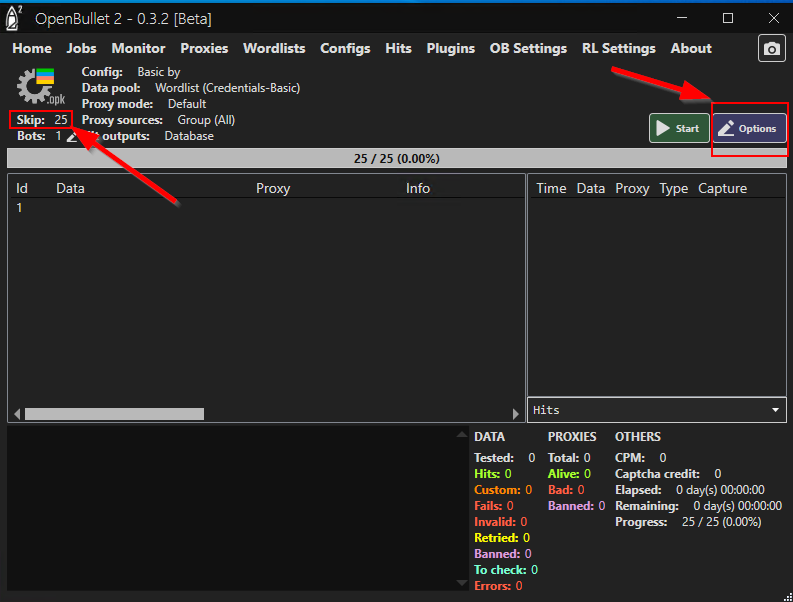 OpenBullet 2 - 0.3.2 [Beta]
Home Jobs Monitor Proxies Wordlists Configs Hits Plugins OB Settings RL Settings About
.opk
Config: Basic by
Data pool: Wordlist (Credentials-Basic)
Proxy mode: Default
Skip: 25 Proxy sources: Group (All)
Bots: 1 outputs: Database
Start Options
25 / 25 (0.00%)
Id Data Proxy Info
1
Time Data Proxy Type Capture
Hits
DATA PROXIES OTHERS
Tested: 0 Total: 0 CPM: 0
Hits: 0 Alive: 0 Captcha credit: 0
Custom: 0 Bad: 0 Elapsed: 0 day(s) 00:00:00
Fails: 0 Banned: 0 Remaining: 0 day(s) 00:00:00
Invalid: 0 Progress: 25 / 25 (0.00%)
Retried: 0
Banned: 0
To check: 0
Errors: 0